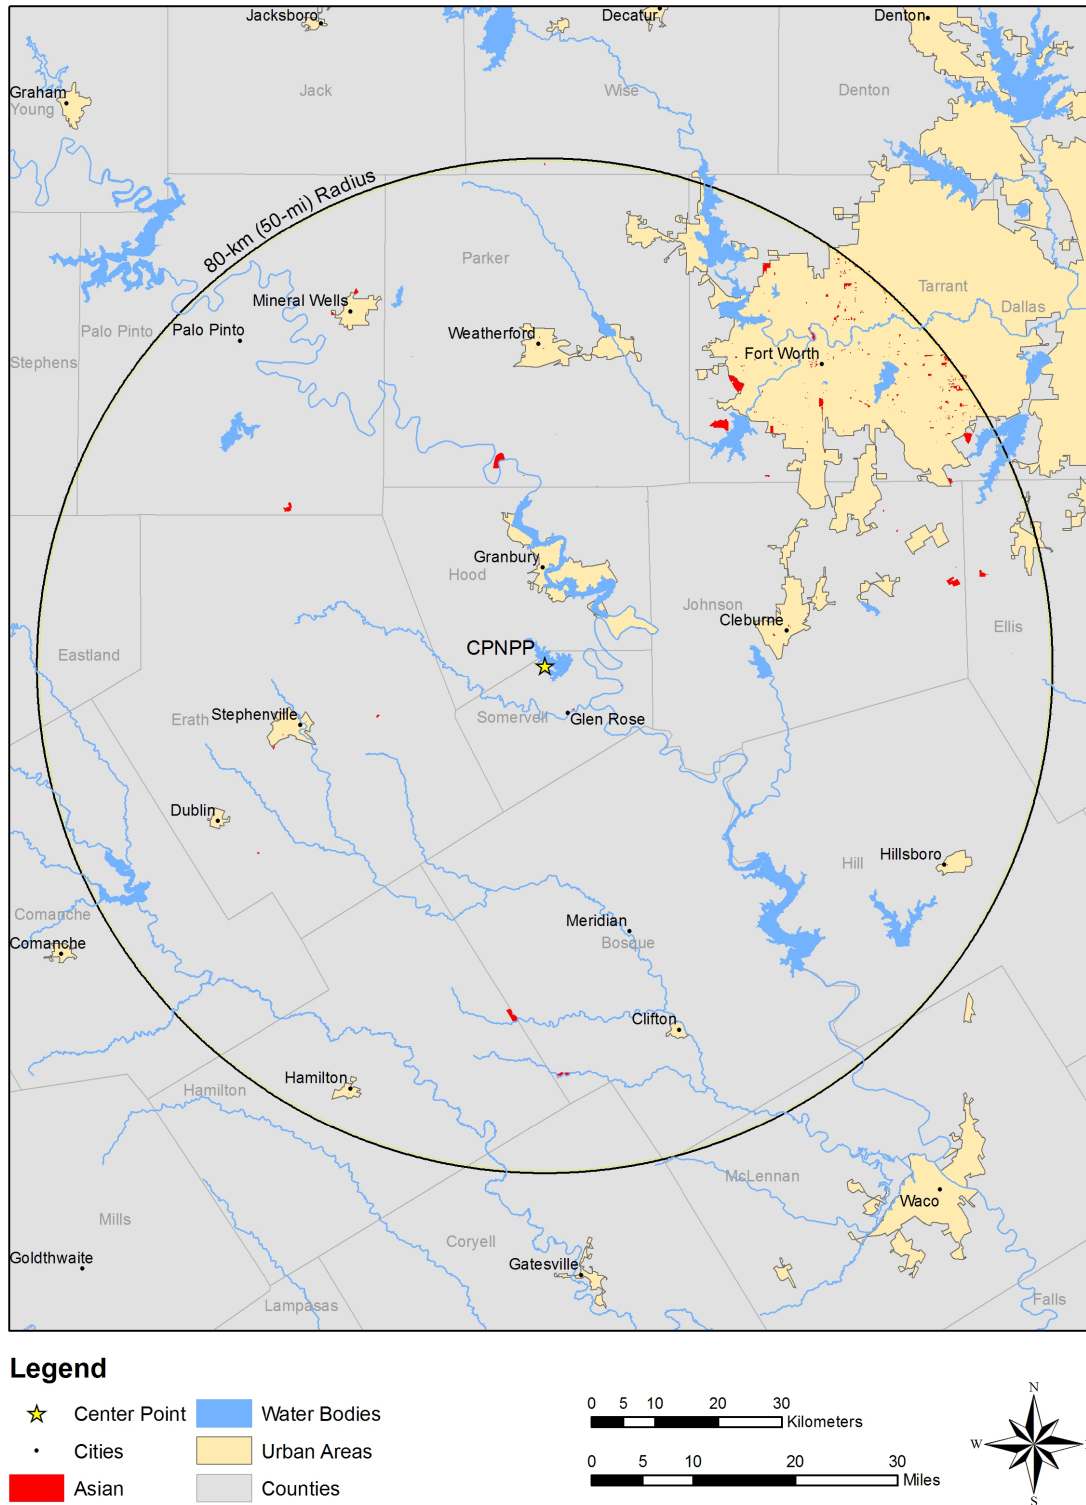 Jacksboro
Decatur
Denton
Graham
Young
Jack
Wise
Denton
80-km (50-mi) Radius
Parker
Tarrant
Dallas
Mineral Wells
Palo Pinto
Palo Pinto
Weatherford
Fort Worth
Stephens
Granbury
Hood
Johnson
Cleburne
Ellis
CPNPP
Eastland
Erath
Stephenville
Somervell
Glen Rose
Dublin
Hillsboro
Hill
Comanche
Comanche
Meridian
Bosque
Clifton
Hamilton
Hamilton
McLennan
Waco
Mills
Coryell
Goldthwaite
Gatesville
Lampasas
Falls
Legend
Center Point
Water Bodies
Cities
Urban Areas
Asian
Counties
0 5 10 20 30
Kilometers
0 5 10 20 30
Miles
N
W
S